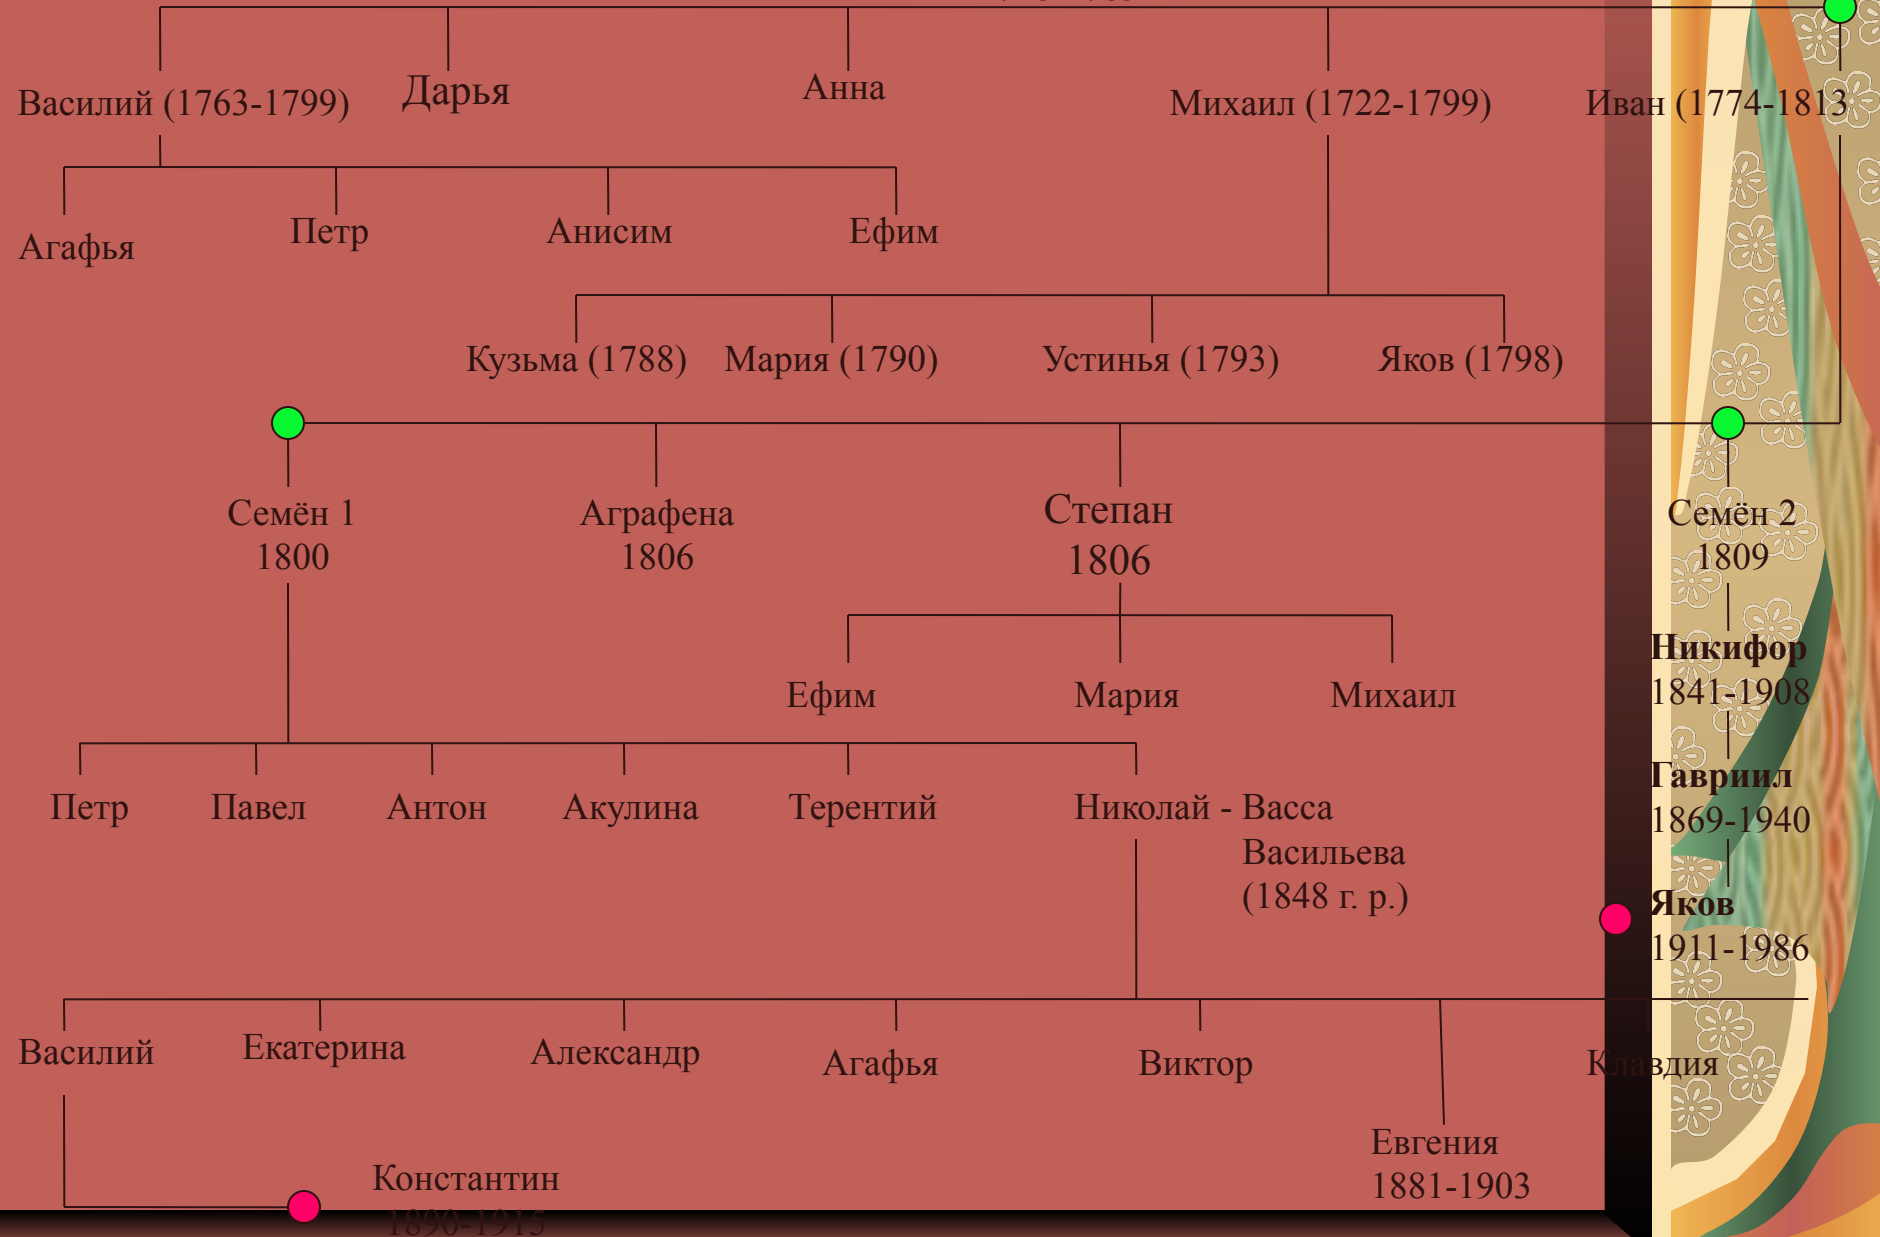 Василий (1763-1799)
Дарья
Анна
Михаил (1722-1799)
Иван (1774-1813
Агафья
Петр
Анисим
Ефим
Кузьма (1788)
Мария (1790)
Устинья (1793)
Яков (1798)
Семён 1
1800
Аграфена
1806
Степан
1806
Семён 2
1809
Никифор
1841-1908
Ефим
Мария
Михаил
Гавриил
1869-1940
Петр
Павел
Антон
Акулина
Терентий
Николай - Васса
Васильева
(1848 г. р.)
Яков
1911-1986
Василий
Екатерина
Александр
Агафья
Виктор
Клавдия
Евгения
1881-1903
Константин
1890-1915